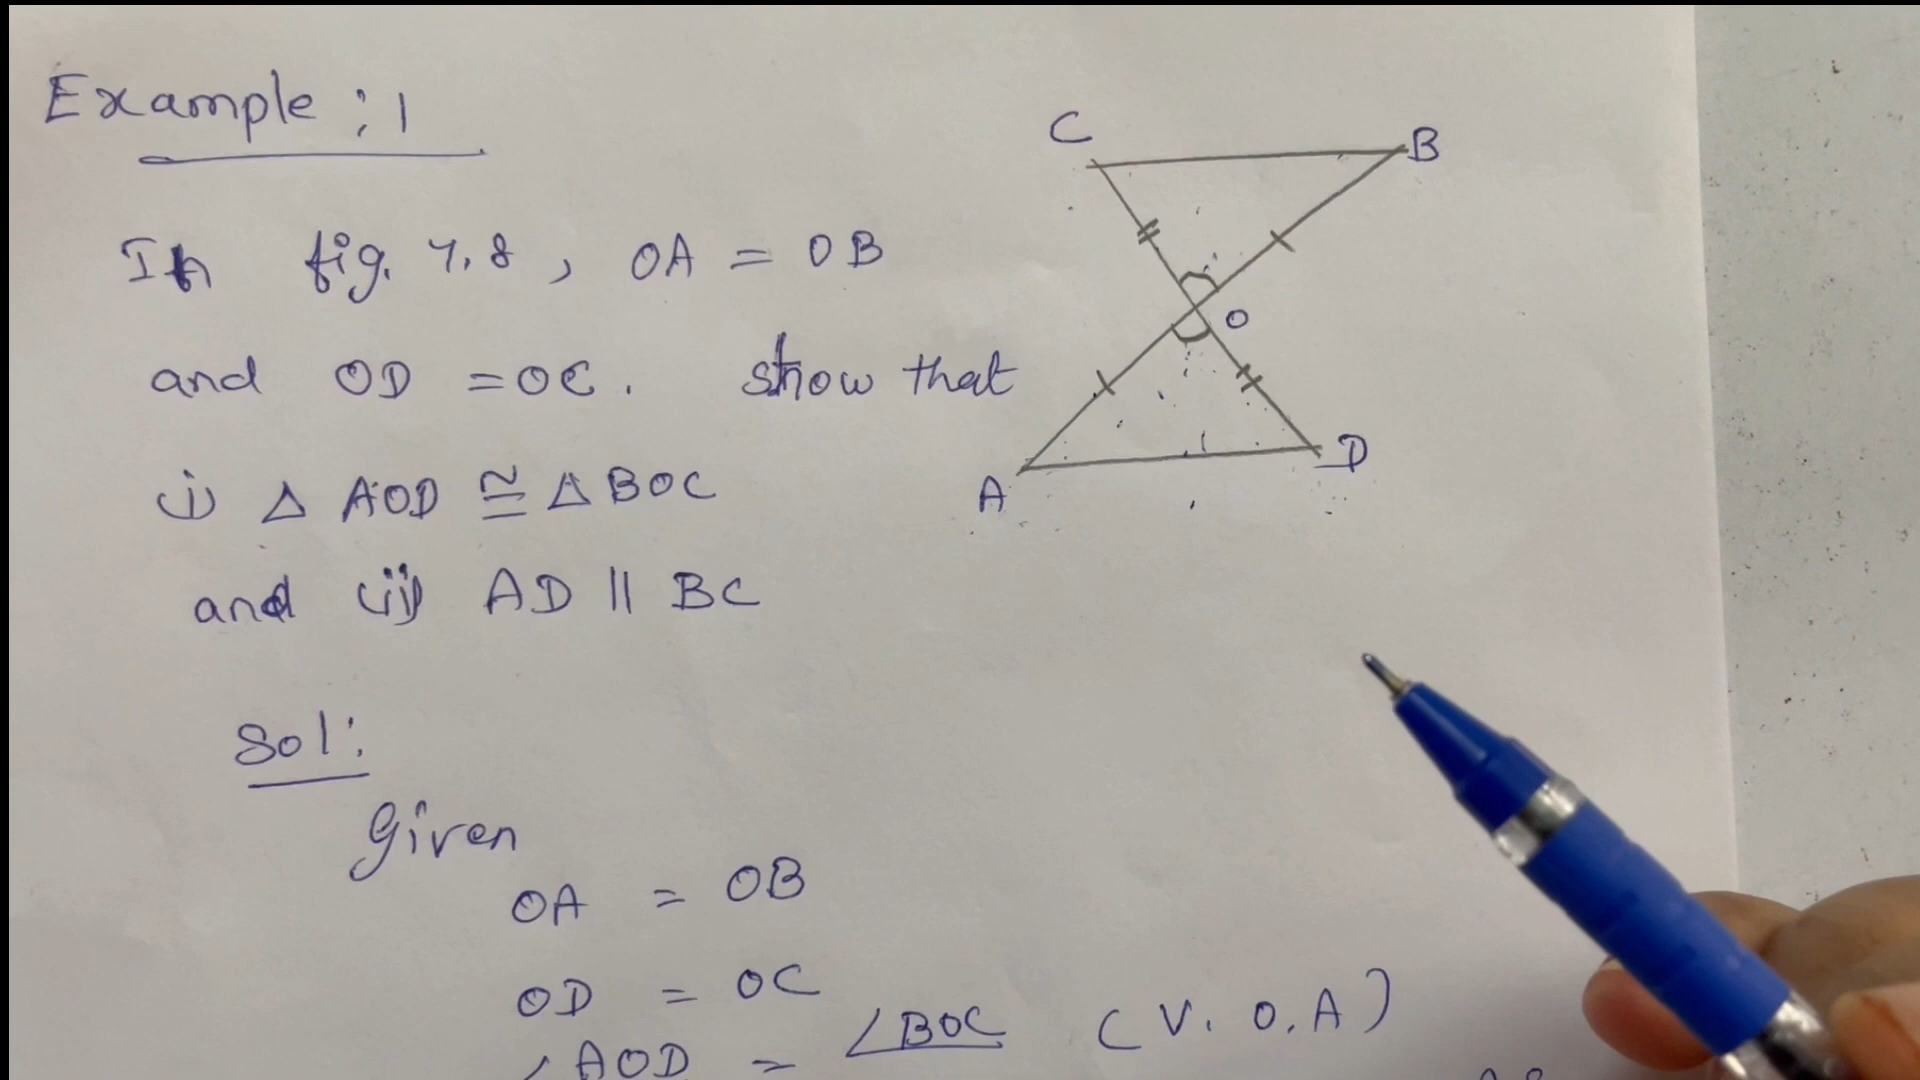 Example : 1
In fig. 7.8 , OA = OB
and OD = OC . show that
i) △ AOD ≅ △ BOC
and (ii) AD || BC
Sol:
Given
OA = OB
OD = OC
∠AOD = ∠BOC (V. O. A)
C
B
O
A
D